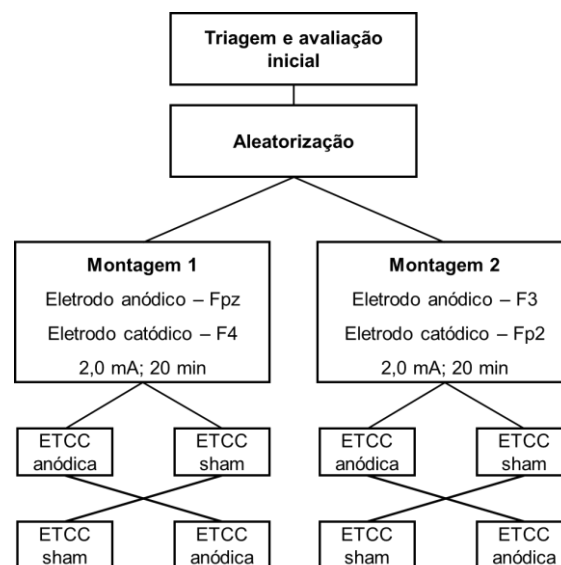 Triagem e avaliação
inicial
Aleatorização
Montagem 1
Eletrodo anódico – Fpz
Eletrodo catódico – F4
2,0 mA; 20 min
Montagem 2
Eletrodo anódico – F3
Eletrodo catódico – Fp2
2,0 mA; 20 min
ETCC
anódica
ETCC
sham
ETCC
anódica
ETCC
sham
ETCC
sham
ETCC
anódica
ETCC
sham
ETCC
anódica